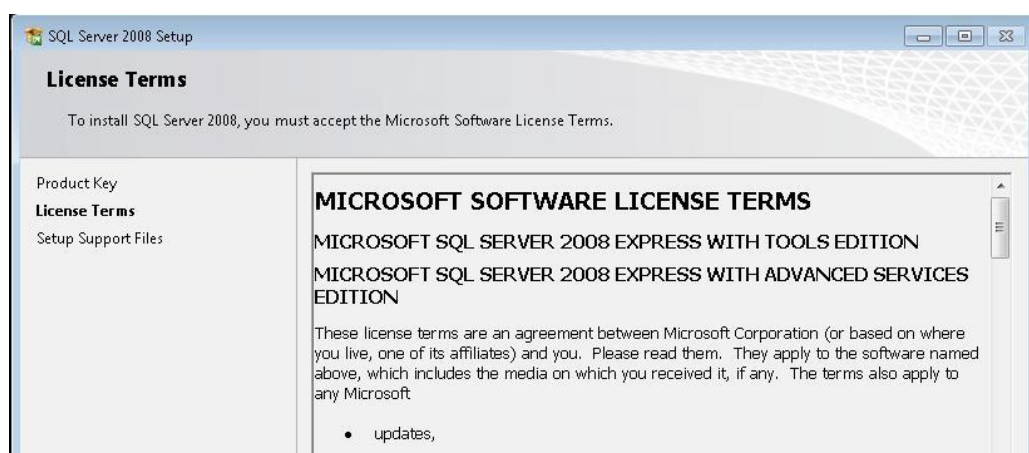 SQL Server 2008 Setup
License Terms
To install SQL Server 2008, you must accept the Microsoft Software License Terms.
Product Key
License Terms
Setup Support Files
MICROSOFT SOFTWARE LICENSE TERMS
MICROSOFT SQL SERVER 2008 EXPRESS WITH TOOLS EDITION
MICROSOFT SQL SERVER 2008 EXPRESS WITH ADVANCED SERVICES
EDITION
These license terms are an agreement between Microsoft Corporation (or based on where
you live, one of its affiliates) and you. Please read them. They apply to the software named
above, which includes the media on which you received it, if any. The terms also apply to
any Microsoft
• updates,